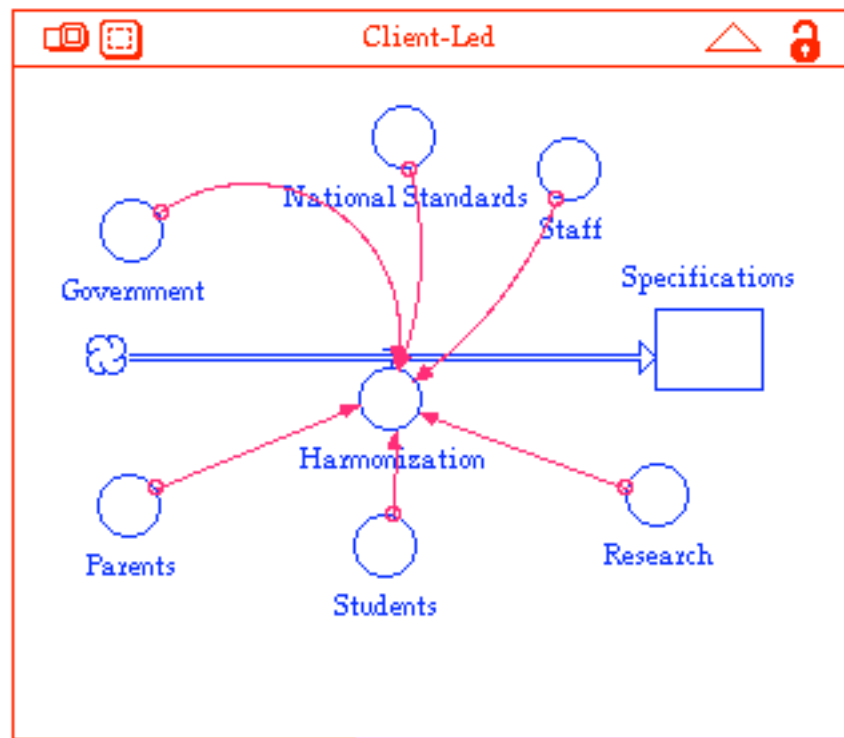 Client-Led
National Standards
Staff
Government
Specifications
Harmonization
Parents
Research
Students